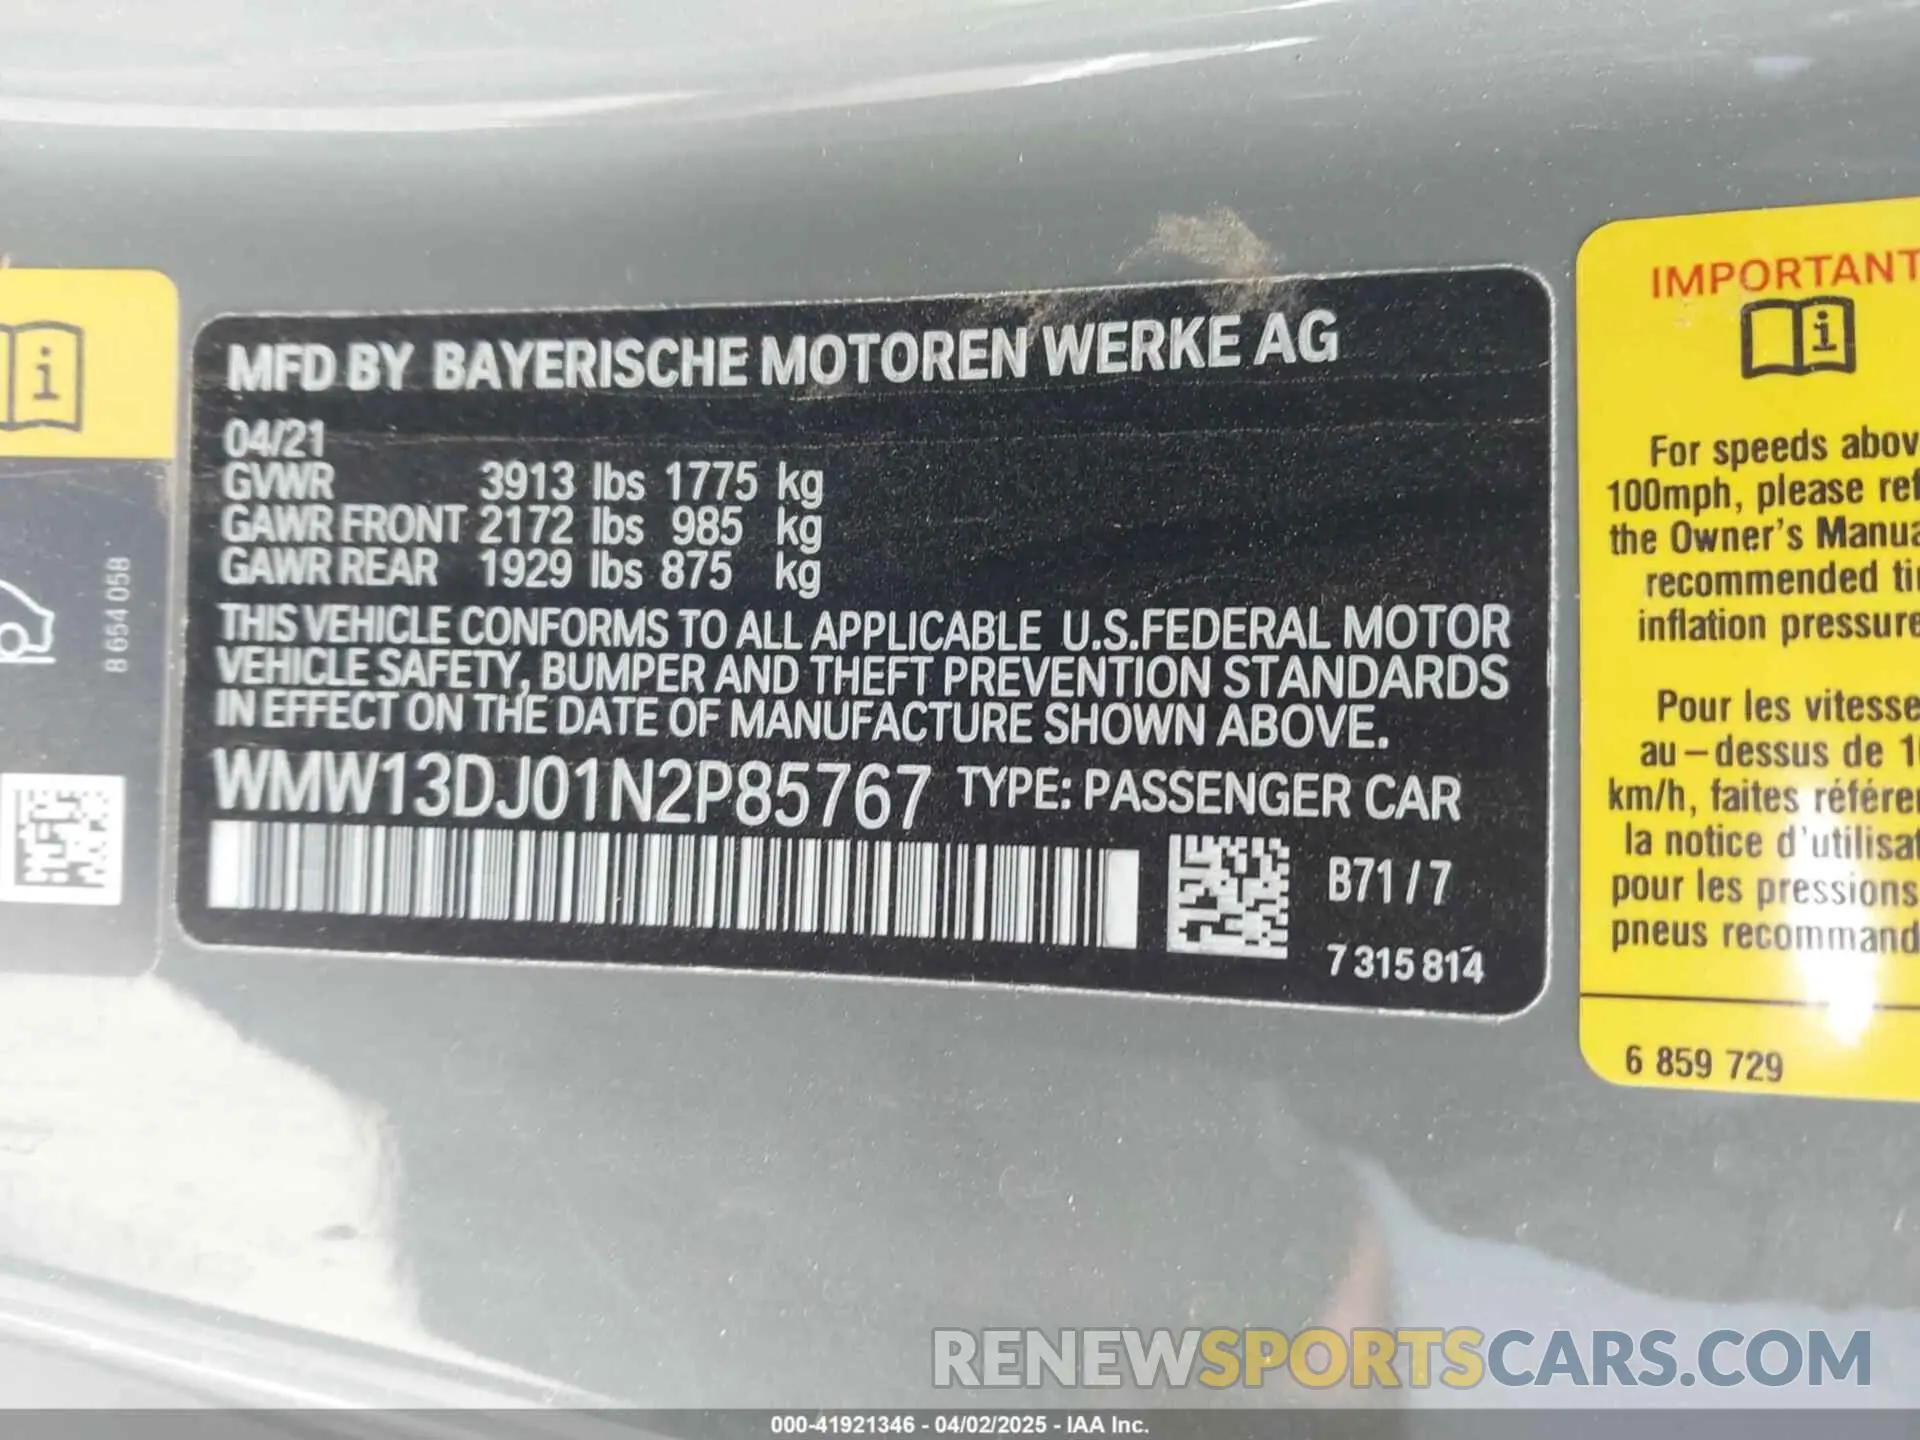 8 654 058
MFD BY BAYERISCHE MOTOREN WERKE AG
04/21
GVWR 3913 lbs 1775 kg
GAWR FRONT 2172 lbs 985 kg
GAWR REAR 1929 lbs 875 kg
THIS VEHICLE CONFORMS TO ALL APPLICABLE U.S.FEDERAL MOTOR
VEHICLE SAFETY, BUMPER AND THEFT PREVENTION STANDARDS
IN EFFECT ON THE DATE OF MANUFACTURE SHOWN ABOVE.
WMW13DJ01N2P85767 TYPE: PASSENGER CAR
B71/7
7 315 814
IMPORTANT
For speeds abov
100mph, please ref
the Owner's Manua
recommended tir
inflation pressure
Pour les vitesse
au-dessus de 1
km/h, faites référen
la notice d'utilisat
pour les pressions
pneus recommand
6 859 729
RENEWSPORTSCARS.COM
000-41921346 - 04/02/2025 - IAA Inc.